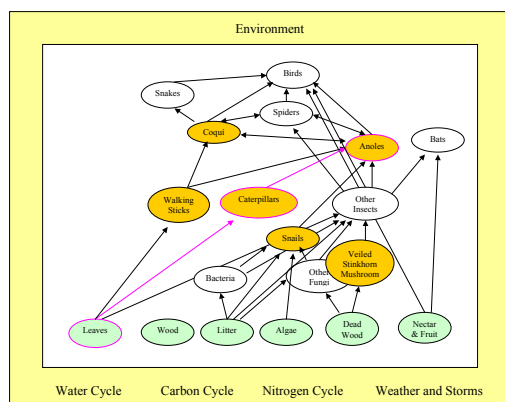 Environment
Birds
Snakes
Spiders
Coquí
Anoles
Bats
Walking
Sticks
Caterpillars
Other
Insects
Snails
Veiled
Stinkhorn
Mushroom
Bacteria
Other
Fungi
Leaves
Wood
Litter
Algae
Dead
Wood
Nectar
& Fruit
Water Cycle
Carbon Cycle
Nitrogen Cycle
Weather and Storms